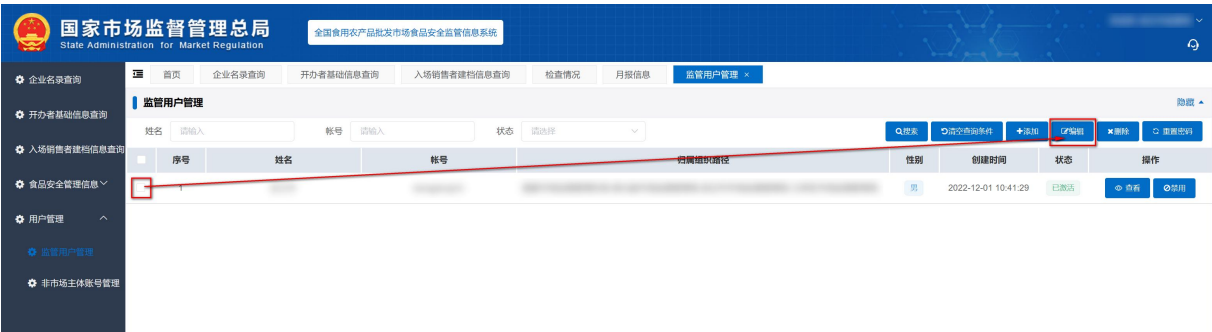 国家市场监督管理总局
State Administration for Market Regulation
全国食用农产品批发市场食品安全监管信息系统
企业名录查询
开办者基础信息查询
入场销售者建档信息查询
食品安全管理信息
用户管理
监管用户管理
非市场主体账号管理
首页 企业名录查询 开办者基础信息查询 入场销售者建档信息查询 检查情况 月报信息 监管用户管理 ×
监管用户管理 隐藏
姓名 请输入 帐号 请输入 状态 请选择 搜索 清空查询条件 +添加 编辑 ×删除 重置密码
序号 姓名 帐号 归属组织路径 性别 创建时间 状态 操作
1 男 2022-12-01 10:41:29 已激活 查看 禁用